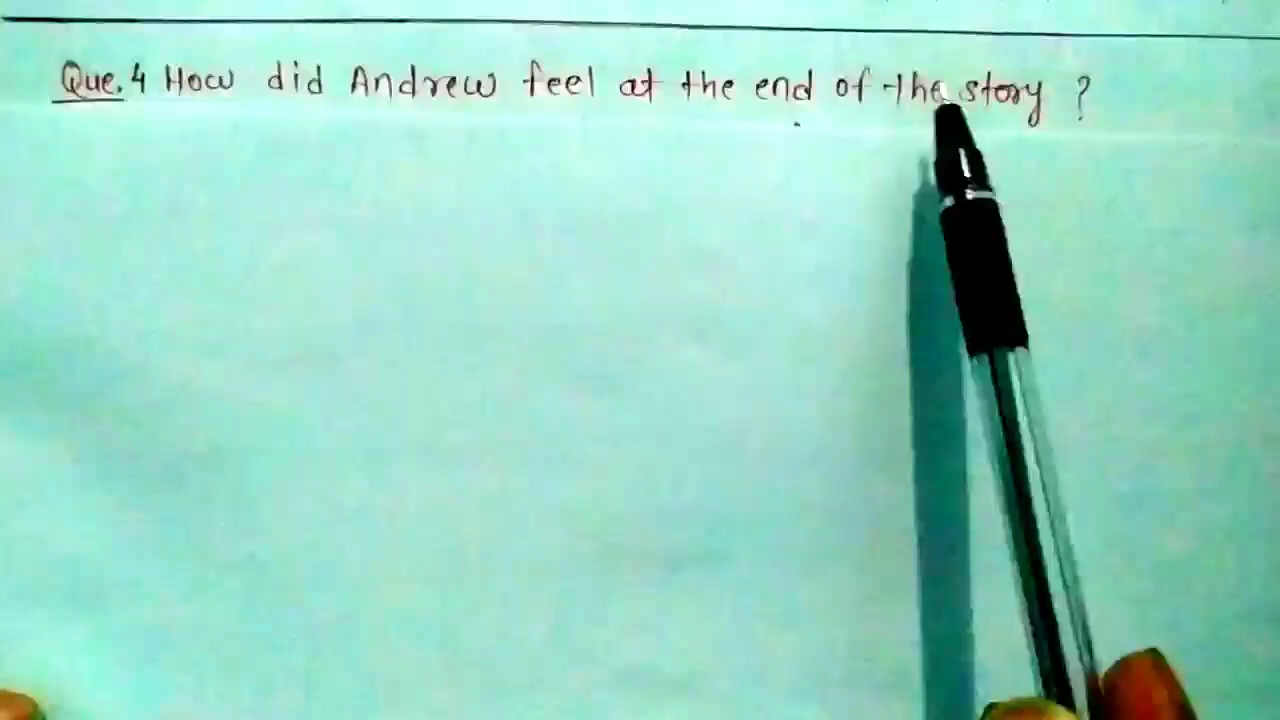 Que. 4 How did Andrew feel at the end of the story ?